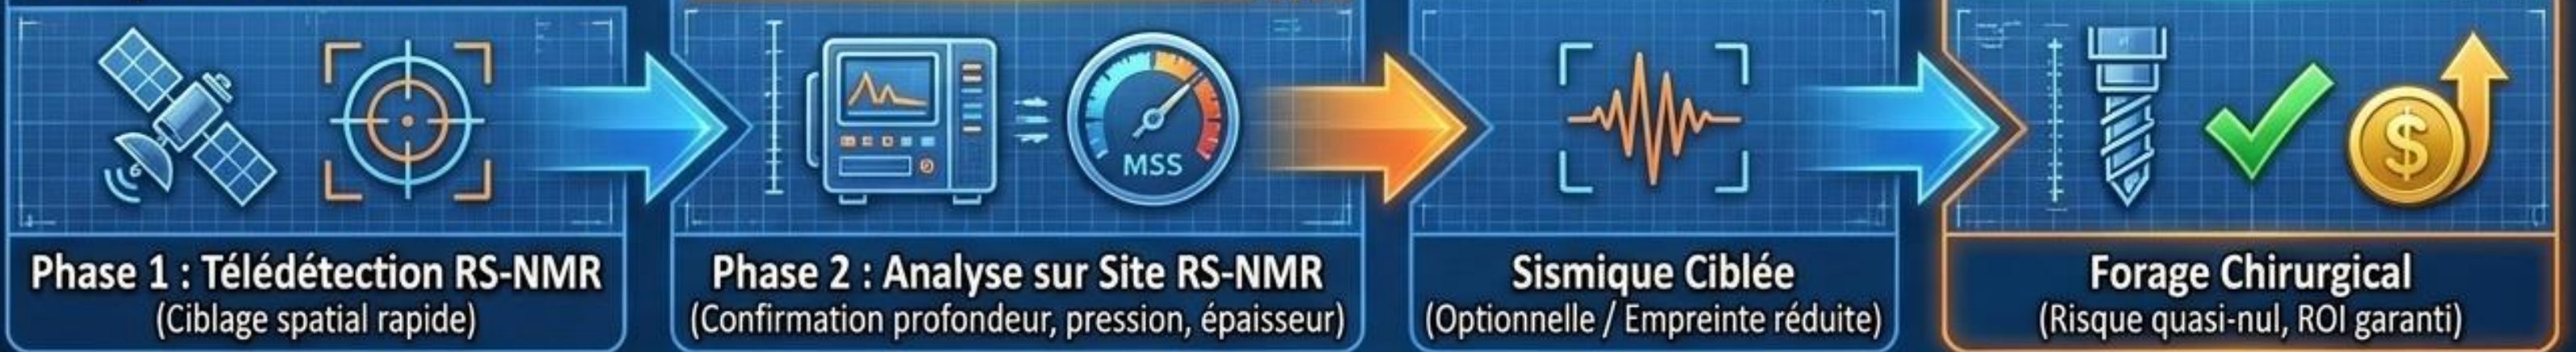 MSS
Phase 1 : Télédétection RS-NMR
(Ciblage spatial rapide)
Phase 2 : Analyse sur Site RS-NMR
(Confirmation profondeur, pression, épaisseur)
Sismique Ciblée
(Optionnelle / Empreinte réduite)
Forage Chirurgical
(Risque quasi-nul, ROI garanti)